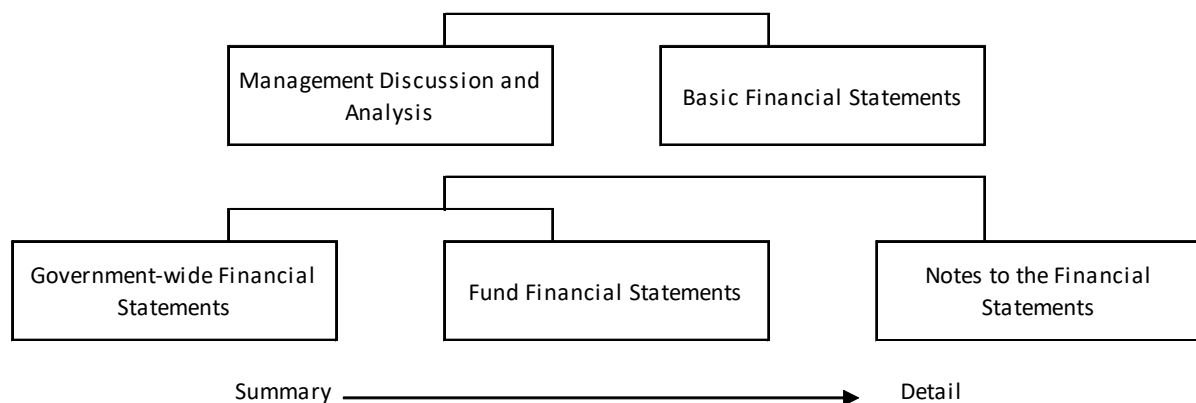 Management Discussion and
Analysis
Basic Financial Statements
Government-wide Financial
Statements
Fund Financial Statements
Notes to the Financial
Statements
Summary
Detail